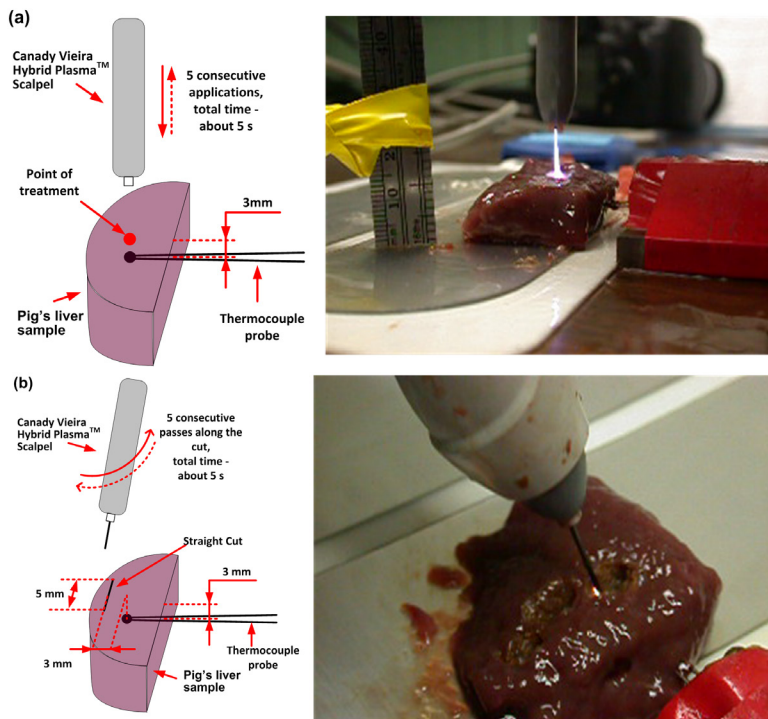 (a)
Canady Vieira
Hybrid Plasma™
Scalpel
5 consecutive
applications,
total time -
about 5 s
Point of
treatment
3mm
Pig's liver
sample
Thermocouple
probe
(b)
Canady Vieira
Hybrid Plasma™
Scalpel
5 consecutive
passes along the
cut,
total time -
about 5 s
Straight Cut
5 mm
3 mm
3 mm
Thermocouple
probe
Pig's liver
sample